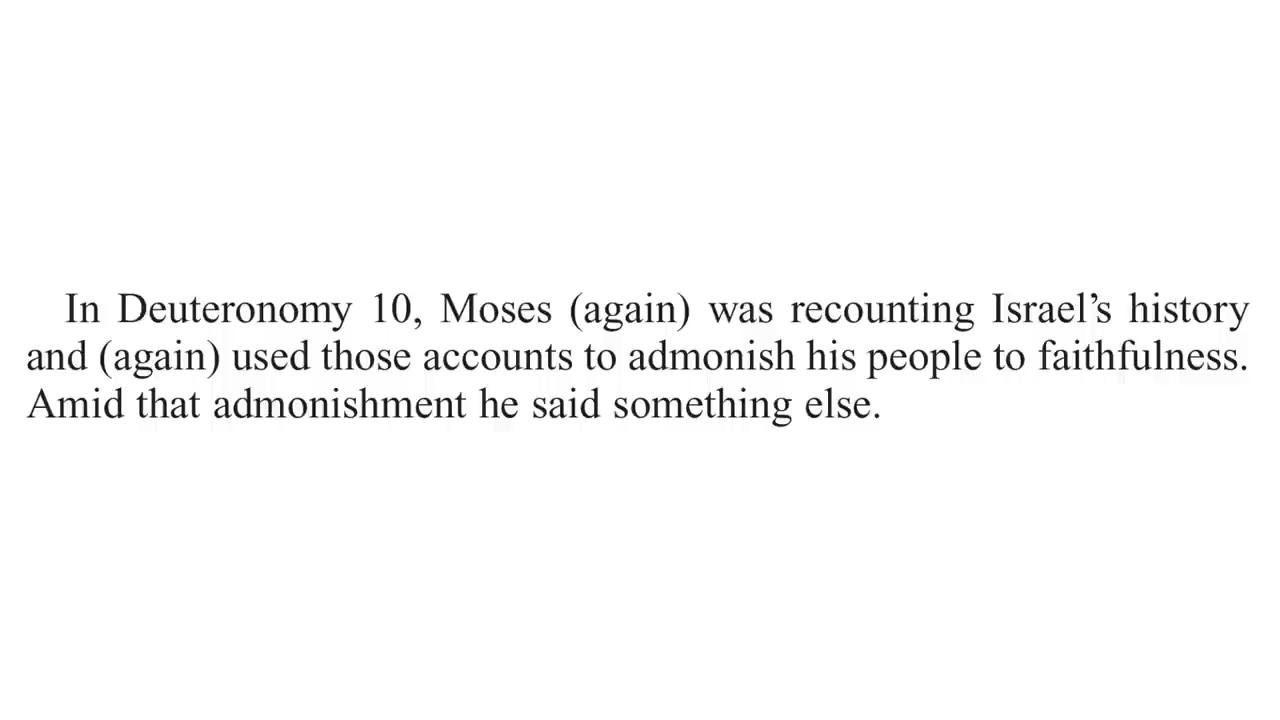 In Deuteronomy 10, Moses (again) was recounting Israel’s history
and (again) used those accounts to admonish his people to faithfulness.
Amid that admonishment he said something else.